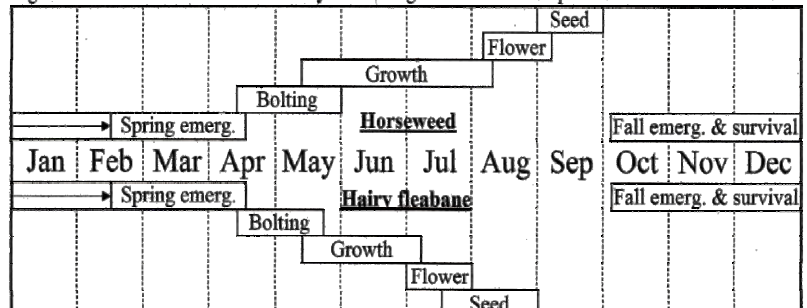 Seed
Flower
Growth
Bolting
Horseweed
Spring emerg.
Fall emerg. & survival
Jan Feb Mar Apr May Jun Jul Aug Sep Oct Nov Dec
Spring emerg.
Hairy fleabane
Fall emerg. & survival
Bolting
Growth
Flower
Seed